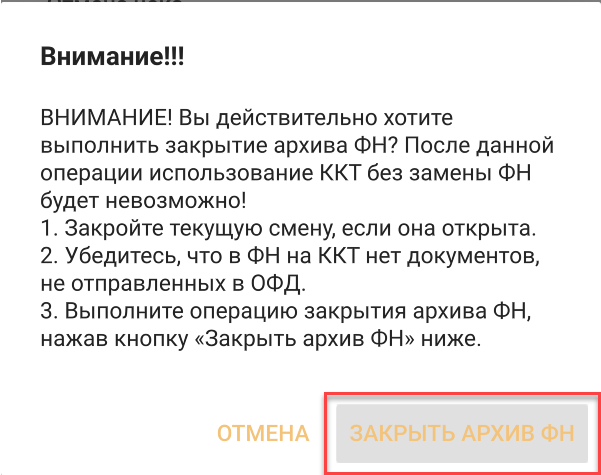 Внимание!!!
ВНИМАНИЕ! Вы действительно хотите
выполнить закрытие архива ФН? После данной
операции использование ККТ без замены ФН
будет невозможно!
1. Закройте текущую смену, если она открыта.
2. Убедитесь, что в ФН на ККТ нет документов,
не отправленных в ОФД.
3. Выполните операцию закрытия архива ФН,
нажав кнопку «Закрыть архив ФН» ниже.
ОТМЕНА ЗАКРЫТЬ АРХИВ ФН